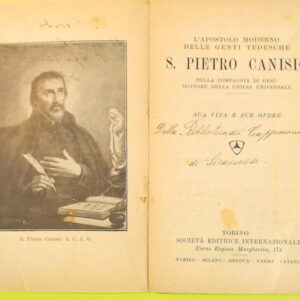 B. Pietro Canisio d. C. d. G.
L'APOSTOLO MODERNO
DELLE GENTI TEDESCHE
S. PIETRO CANISIO
DELLA COMPAGNIA DI GESÙ
DOTTORE DELLA CHIESA UNIVERSALE
SUA VITA E SUE OPERE
Della Biblioteca dei Cappuccini
di Siracusa
TORINO
SOCIETÀ EDITRICE INTERNAZIONALE
Corso Regina Margherita, 174
TORINO - MILANO - GENOVA - PARMA - CATANIA